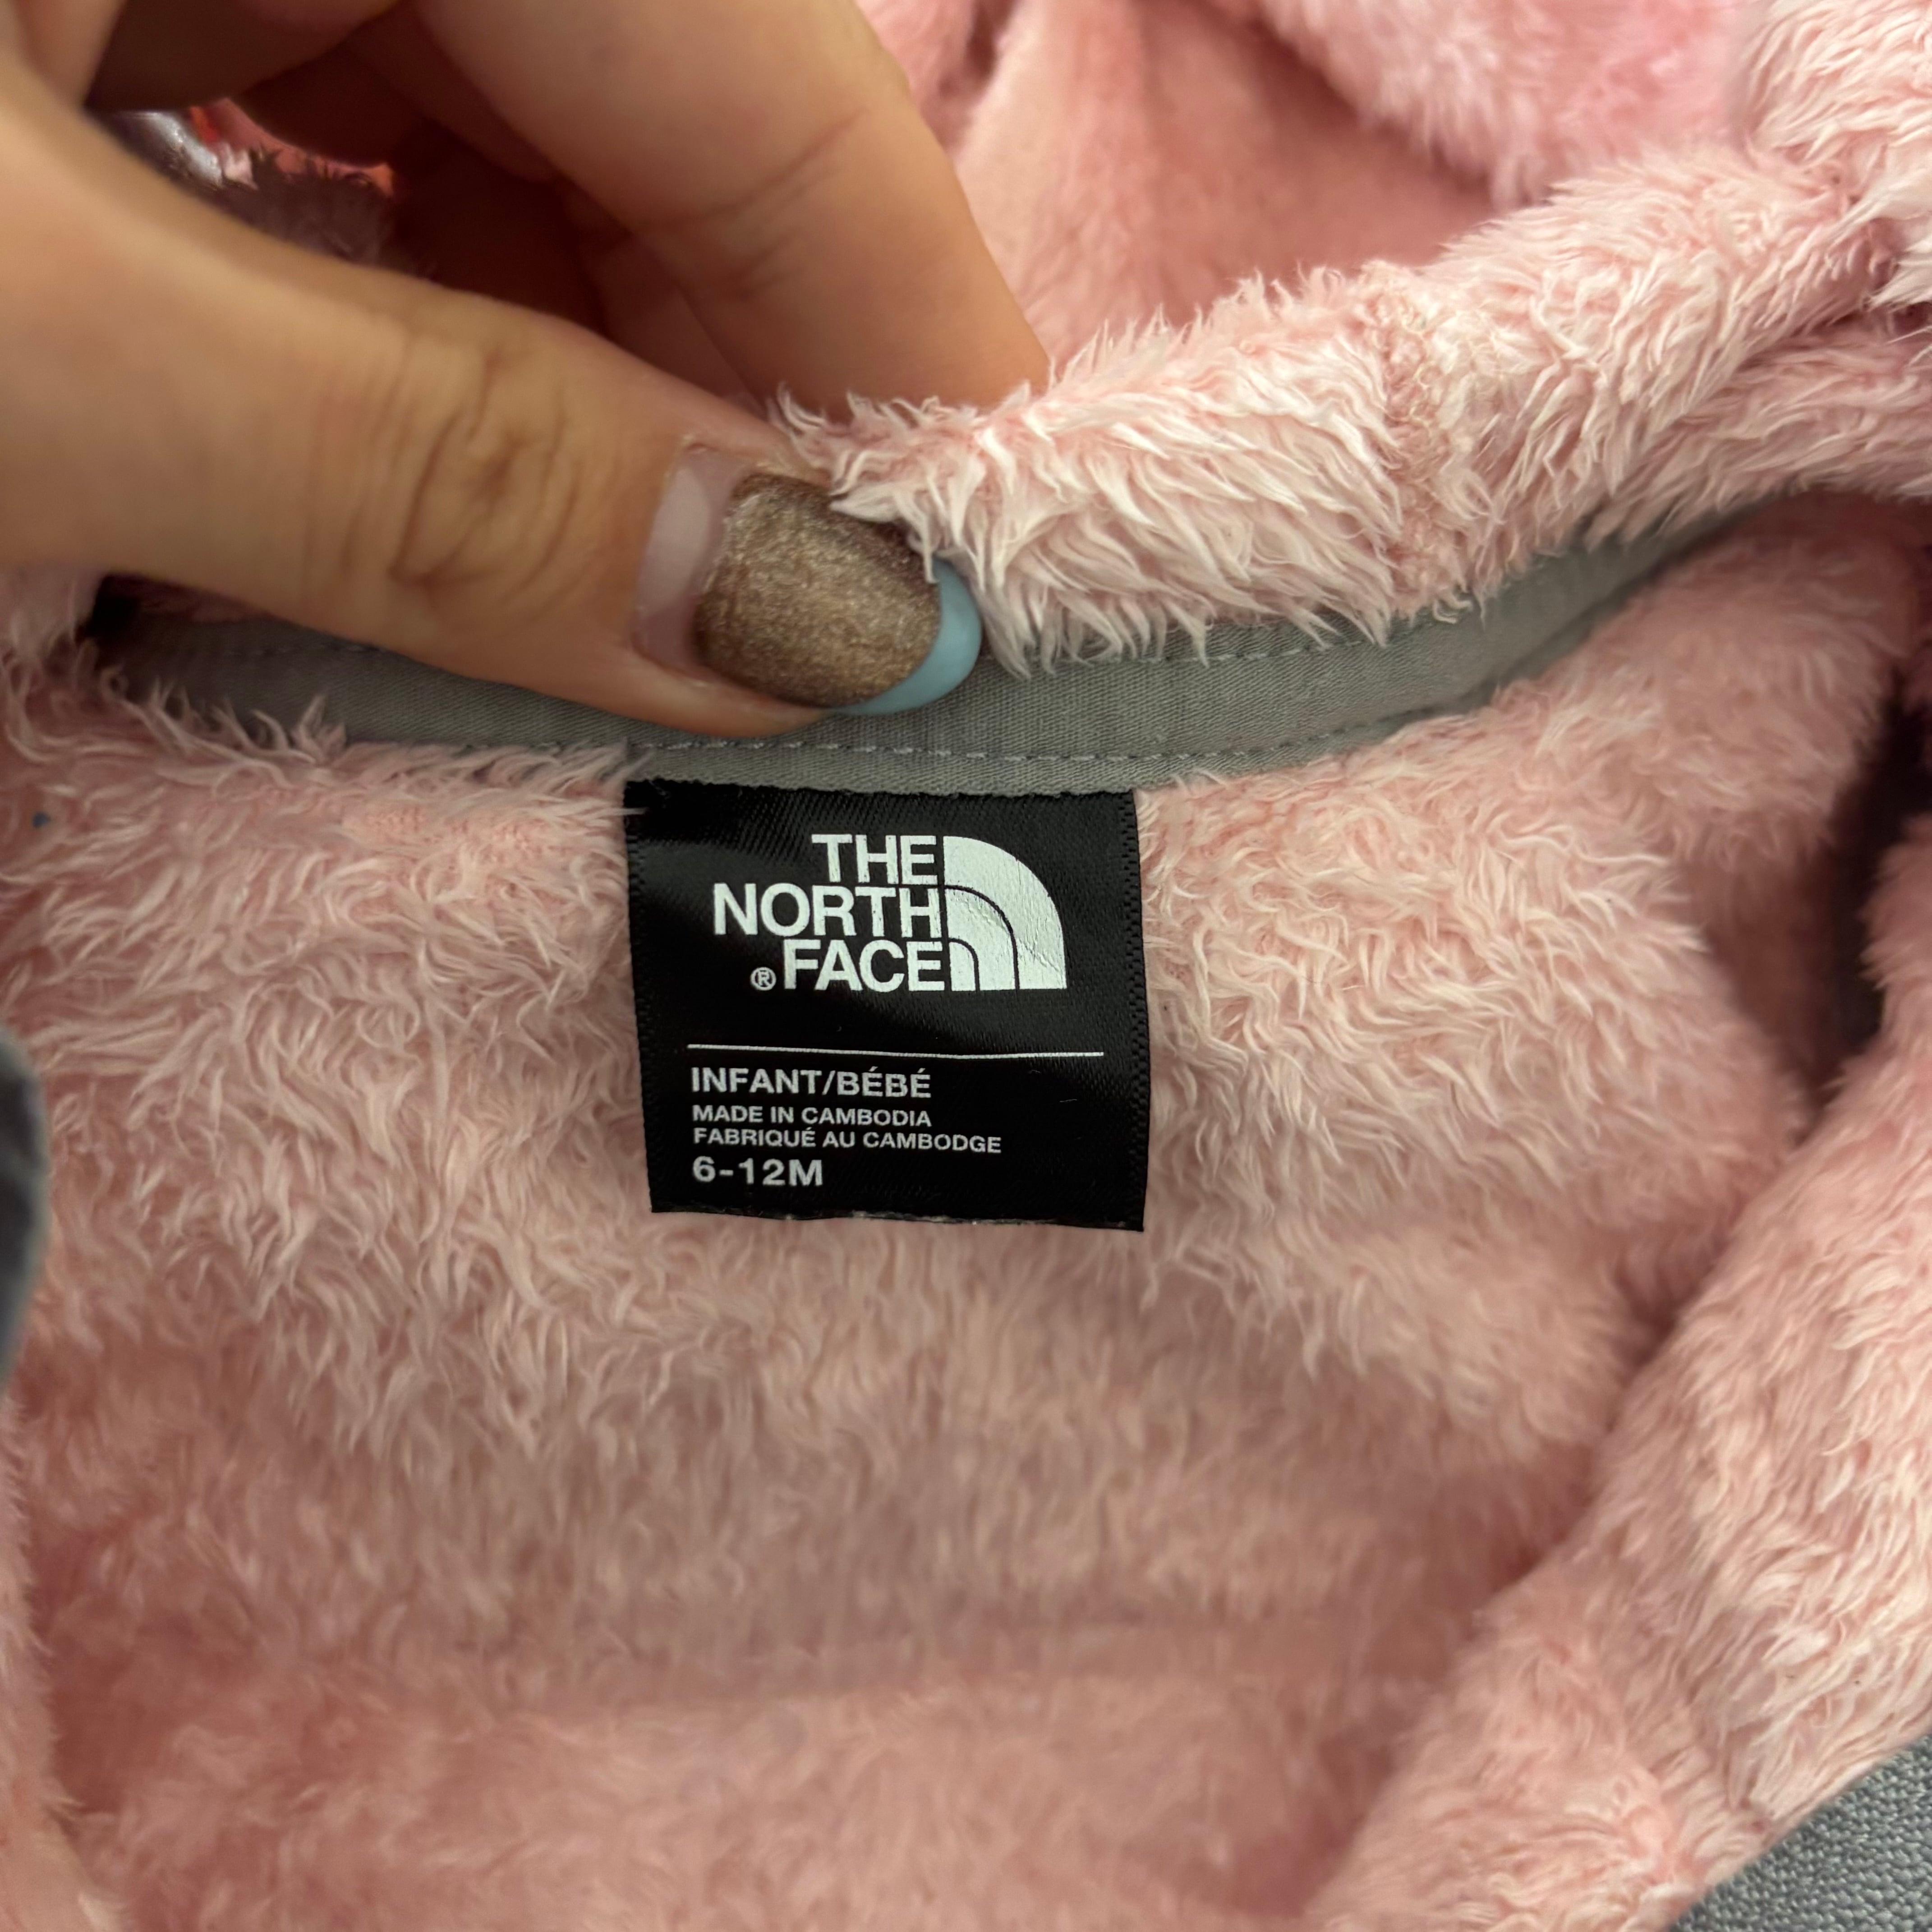 THE
NORTH
® FACE
INFANT/BÉBÉ
MADE IN CAMBODIA
FABRIQUÉ AU CAMBODGE
6-12M